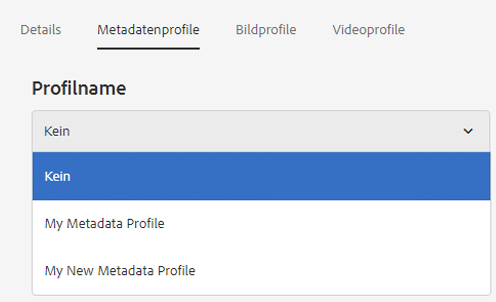 Details Metadatenprofile Bildprofile Videoprofile
Profilname
Kein
Kein
My Metadata Profile
My New Metadata Profile